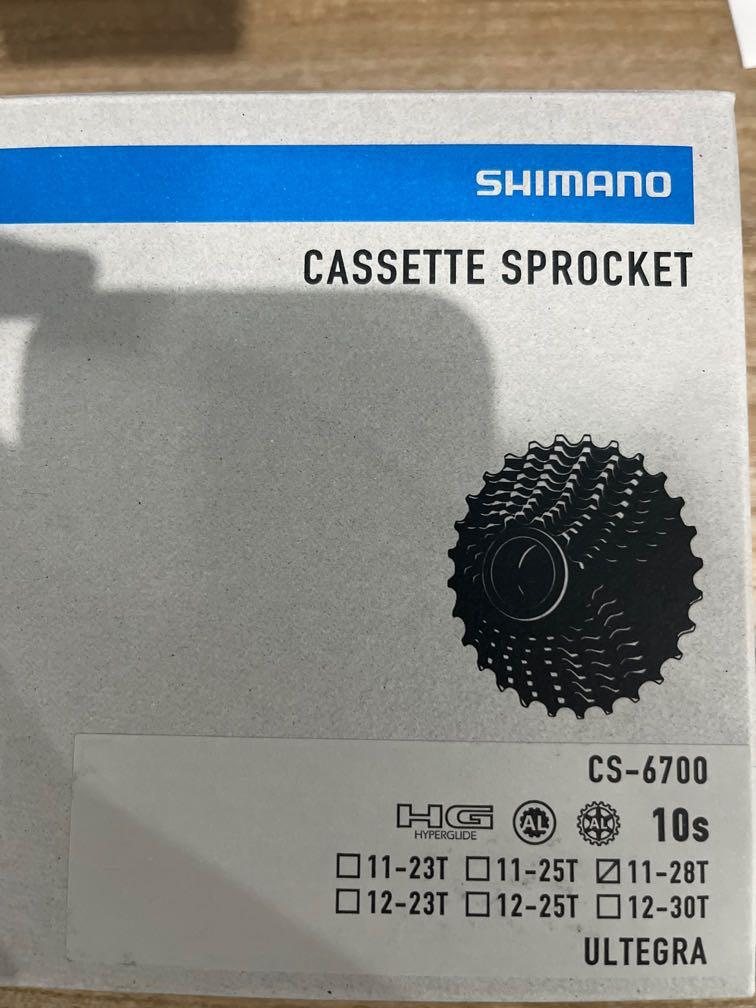 SHIMANO
CASSETTE SPROCKET
CS-6700
HG HYPERGLIDE AL AL 10s
☐11-23T ☐11-25T ☑11-28T
☐12-23T ☐12-25T ☐12-30T
ULTEGRA